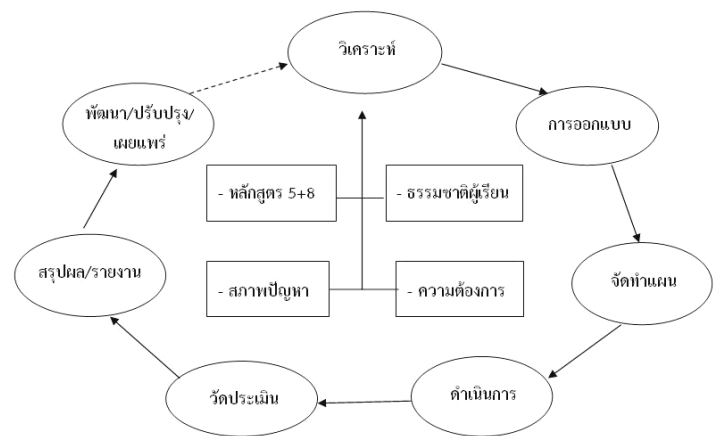 วิเคราะห์
พัฒนา/ปรับปรุง/
เผยแพร่
การออกแบบ
- หลักสูตร 5+8
- ธรรมชาติผู้เรียน
สรุปผล/รายงาน
- สภาพปัญหา
- ความต้องการ
จัดทำแผน
วัดประเมิน
ดำเนินการ